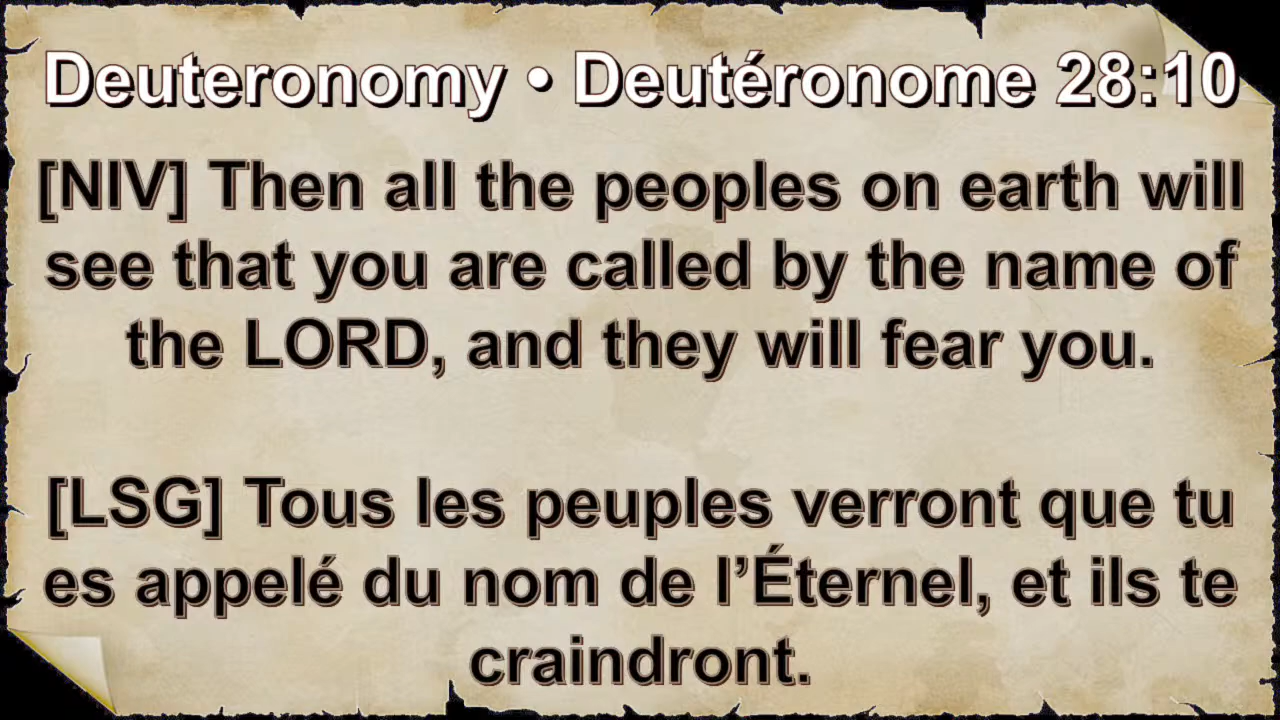 Deuteronomy • Deutéronome 28:10
[NIV] Then all the peoples on earth will
see that you are called by the name of
the LORD, and they will fear you.
[LSG] Tous les peuples verront que tu
es appelé du nom de l’Éternel, et ils te
craindront.